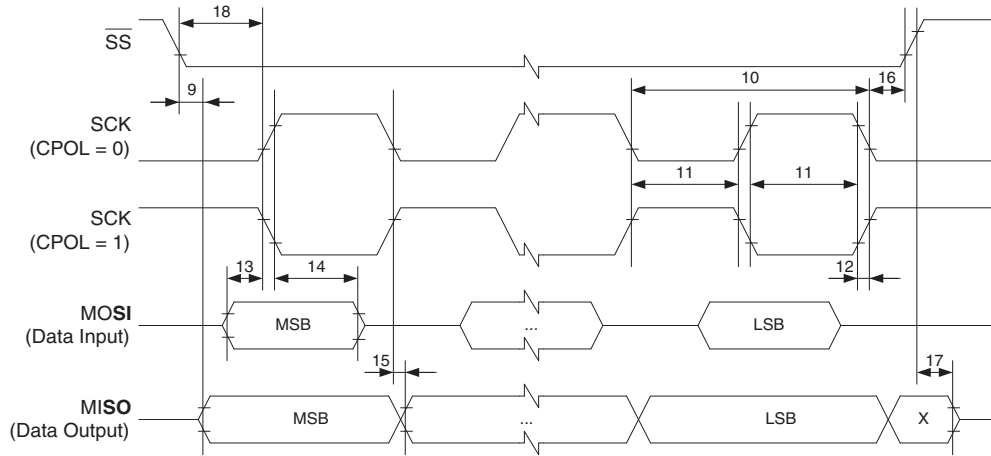 18
SS
9
10
16
SCK
(CPOL = 0)
11
11
SCK
(CPOL = 1)
13
14
12
MOSI
(Data Input)
MSB
...
LSB
15
17
MISO
(Data Output)
MSB
...
LSB
X